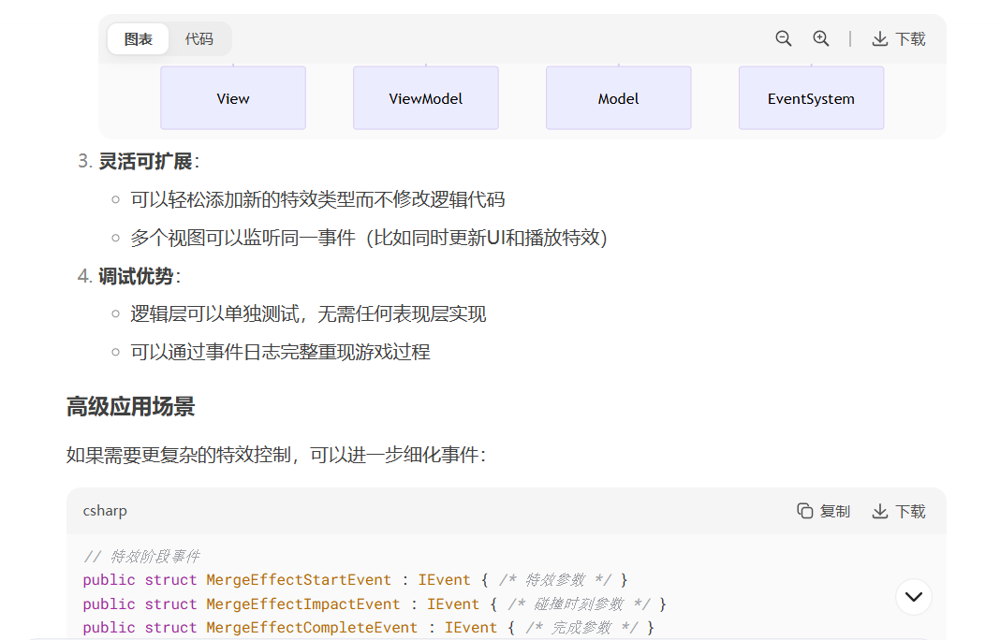 图表 代码 下载
View ViewModel Model EventSystem
3. 灵活可扩展：
可以轻松添加新的特效类型而不修改逻辑代码
多个视图可以监听同一事件（比如同时更新UI和播放特效）
4. 调试优势：
逻辑层可以单独测试，无需任何表现层实现
可以通过事件日志完整重现游戏过程
高级应用场景
如果需要更复杂的特效控制，可以进一步细化事件：
csharp 复制 下载
// 特效阶段事件
public struct MergeEffectStartEvent : IEvent { /* 特效参数 */ }
public struct MergeEffectImpactEvent : IEvent { /* 碰撞时刻参数 */ }
public struct MergeEffectCompleteEvent : IEvent { /* 完成参数 */ }